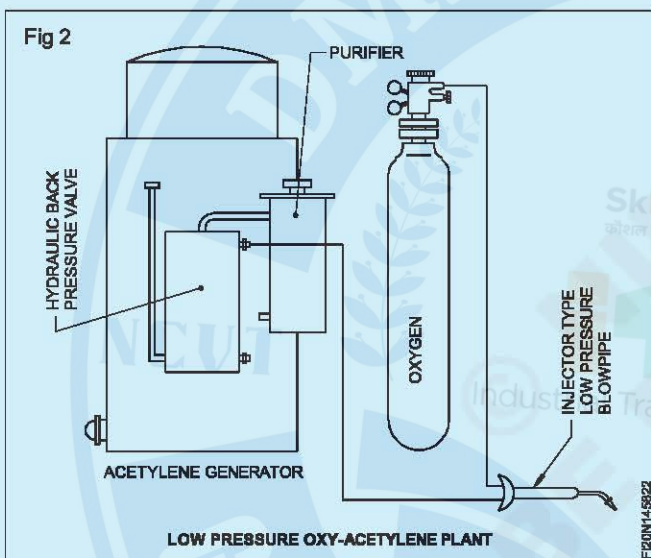 Fig 2
PURIFIER
HYDRAULIC BACK
PRESSURE VALVE
OXYGEN
INJECTOR TYPE
LOW PRESSURE
BLOWPIPE
ACETYLENE GENERATOR
LOW PRESSURE OXY-ACETYLENE PLANT
NCVT